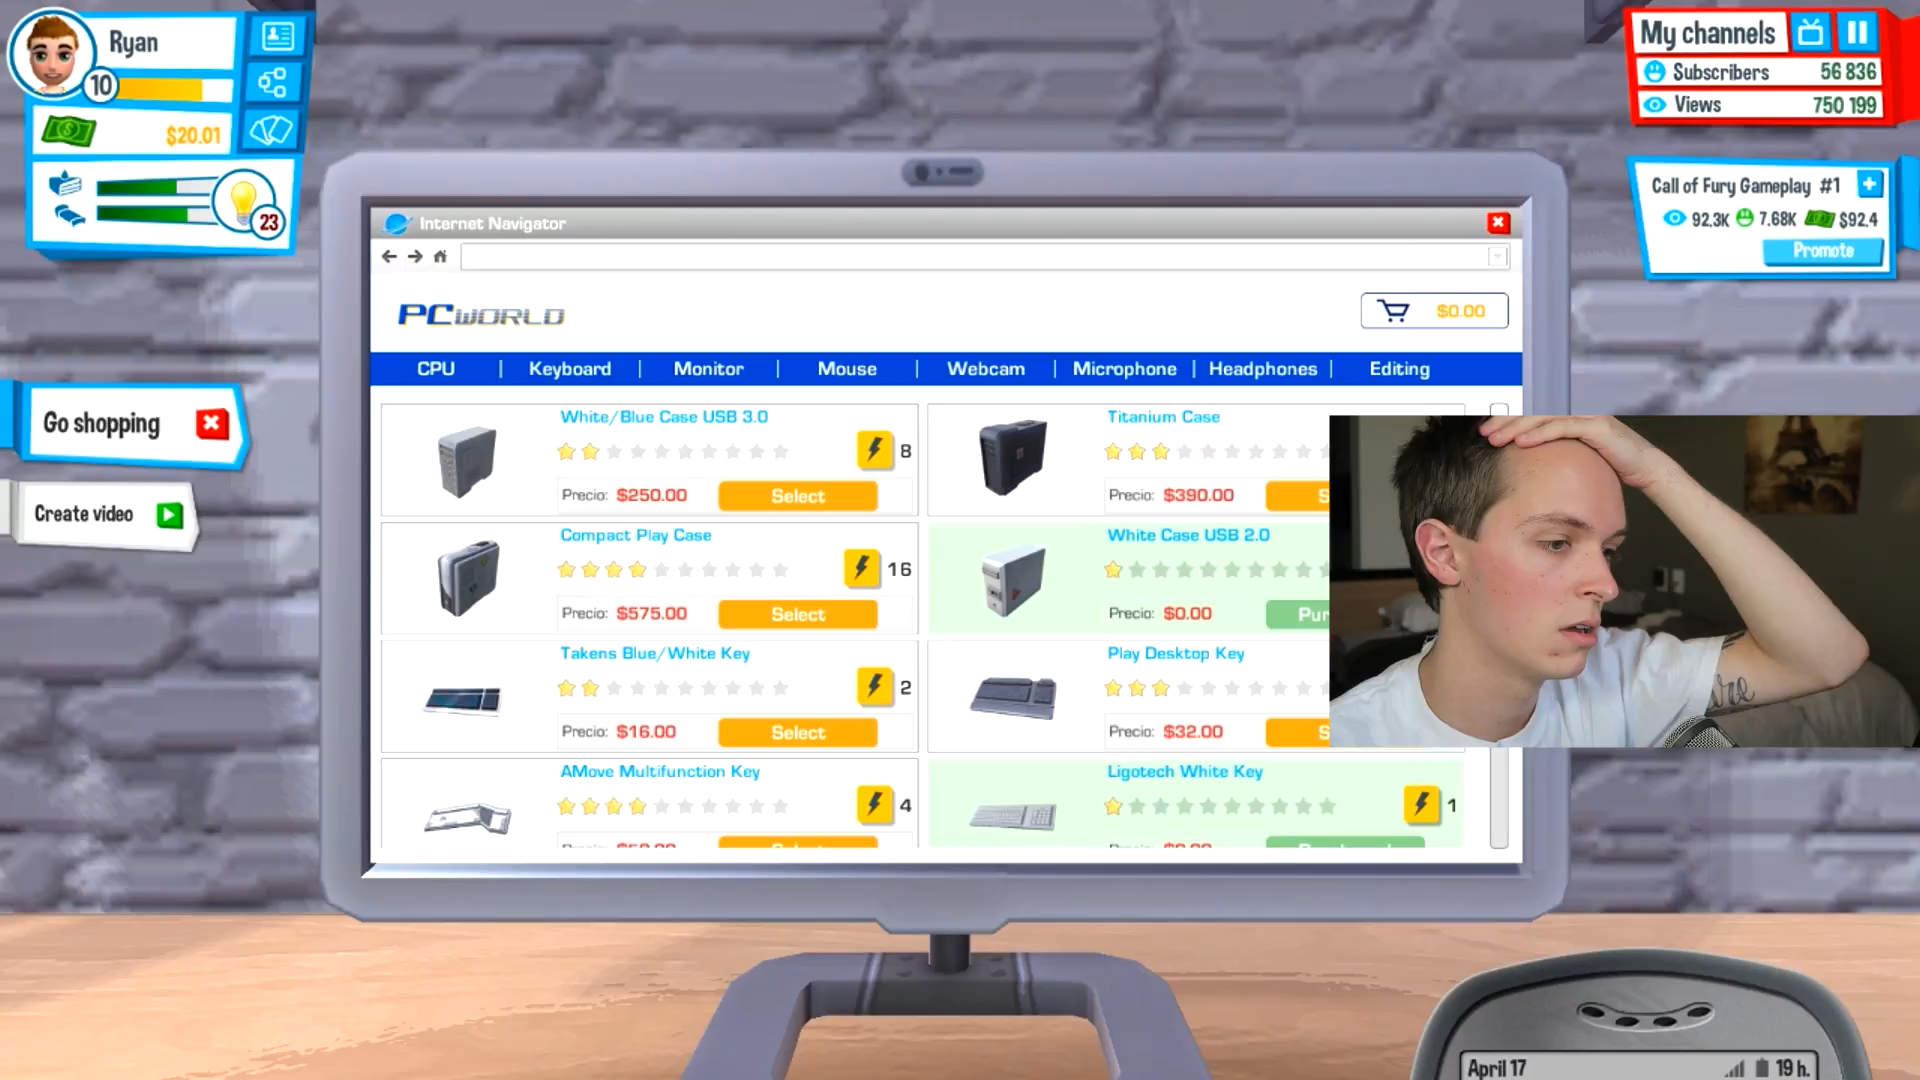 Ryan
10
$20.01
23
My channels
Subscribers 56 836
Views 750 199
Call of Fury Gameplay #1
92.3K 7.68K $92.4
Promote
Go shopping
Create video
Internet Navigator
PCWORLD
$0.00
CPU | Keyboard | Monitor | Mouse | Webcam | Microphone | Headphones | Editing
White/Blue Case USB 3.0
8
Precio: $250.00 Select
Titanium Case
Precio: $390.00 S
Compact Play Case
16
Precio: $575.00 Select
White Case USB 2.0
Precio: $0.00 Pur
Takens Blue/White Key
2
Precio: $16.00 Select
Play Desktop Key
Precio: $32.00 S
AMove Multifunction Key
4
Ligotech White Key
1
April 17 19 h.